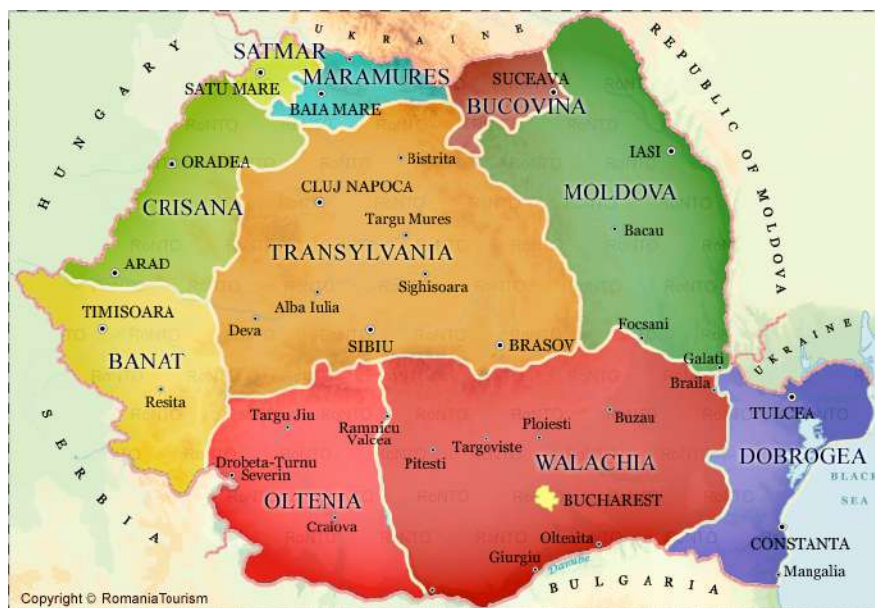 UKRAINE
HUNGARY
REPUBLIC OF MOLDOVA
SATMAR
SATU MARE
MARAMURES
BAIA MARE
SUCEAVA
BUCOVINA
ORADEA
CRISANA
ARAD
Bistrita
CLUJ NAPOCA
Targu Mures
TRANSYLVANIA
Sighisoara
Alba Iulia
Deva
SIBIU
BRASOV
IASI
MOLDOVA
Bacau
Focsani
Galati
UKRAINE
TIMISOARA
BANAT
Resita
SERBIA
Braila
TULCEA
DOBROGEA
BLACK
SEA
CONSTANTA
Mangalia
Targu Jiu
Ramnicu
Valcea
Drobeta-Turnu
Severin
OLTENIA
Craiova
Pitesti
Targoviste
Ploiesti
Buzau
WALACHIA
BUCHAREST
Olteaita
Giurgiu
Danube
BULGARIA
Copyright © RomaniaTourism